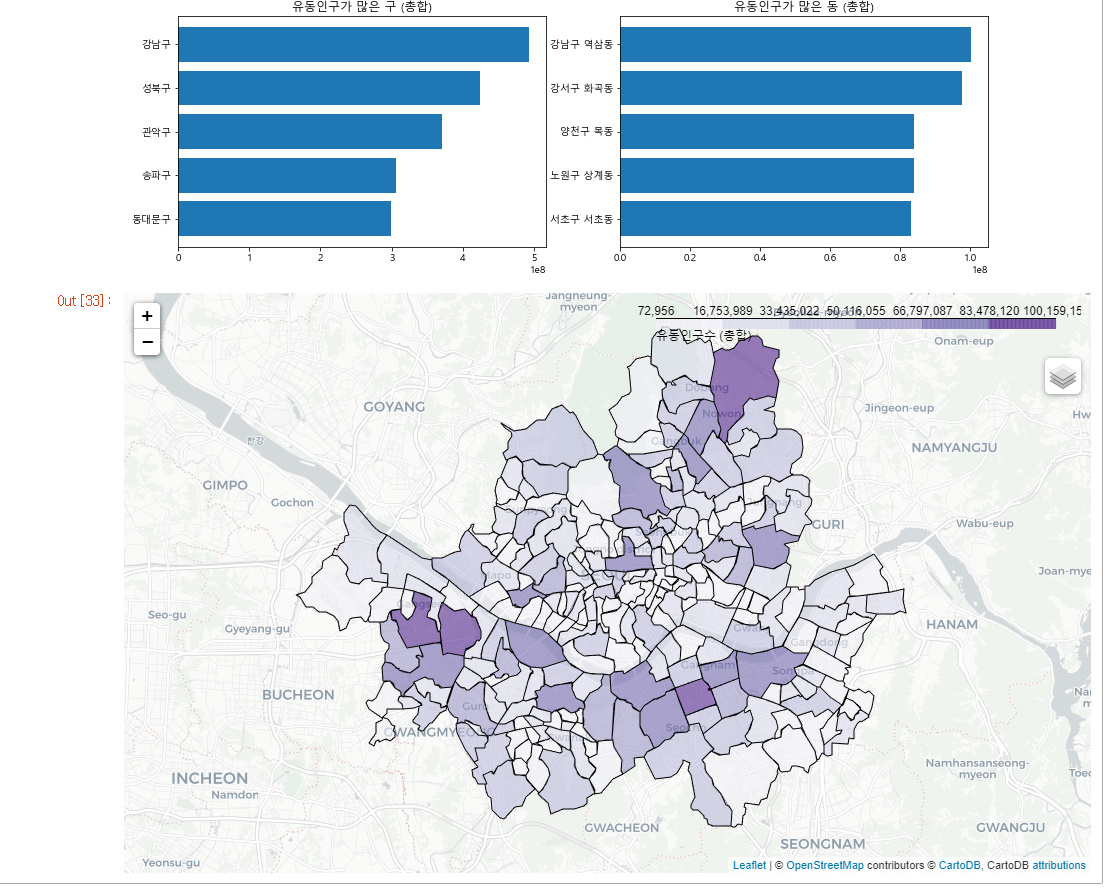 유동인구가 많은 구 (총합)
강남구
성북구
관악구
송파구
동대문구
0 1 2 3 4 5
1e8
유동인구가 많은 동 (총합)
강남구 역삼동
강서구 화곡동
양천구 목동
노원구 상계동
서초구 서초동
0.0 0.2 0.4 0.6 0.8 1.0
1e8
Out [33] :
+
−
Jangheung-
myeon
72,956 16,753,989 33,435,022 50,116,055 66,797,087 83,478,120 100,159,15
유동인구수 (총합)
Onam-eup
Dobong
GOYANG
Jingeon-eup
Nowon
Hw
한강
Gangbuk
NAMYANGJU
GIMPO
Gochon
GURI
Wabu-eup
Mapo
Joan-mye
Seo-gu
Gyeyang-gu
HANAM
Gangdong
Gangnam
Songpa
BUCHEON
Guro
Seocho
GWANGMYEONG
INCHEON
Namdon
Namhansanseong-
myeon
Toec
GWACHEON
GWANGJU
SEONGNAM
Yeonsu-gu
Leaflet | © OpenStreetMap contributors © CartoDB, CartoDB attributions